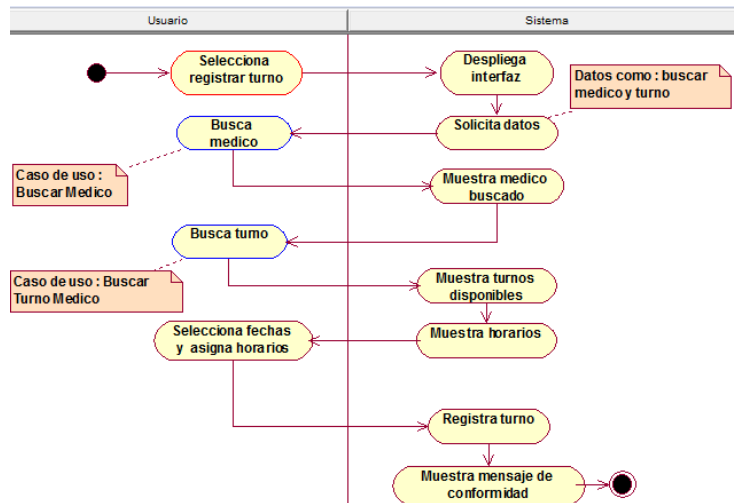 Usuario
Sistema
Selecciona
registrar turno
Despliega
interfaz
Datos como : buscar
medico y turno
Busca
medico
Solicita datos
Caso de uso :
Buscar Medico
Muestra medico
buscado
Busca turno
Caso de uso : Buscar
Turno Medico
Muestra turnos
disponibles
Selecciona fechas
y asigna horarios
Muestra horarios
Registra turno
Muestra mensaje de
conformidad